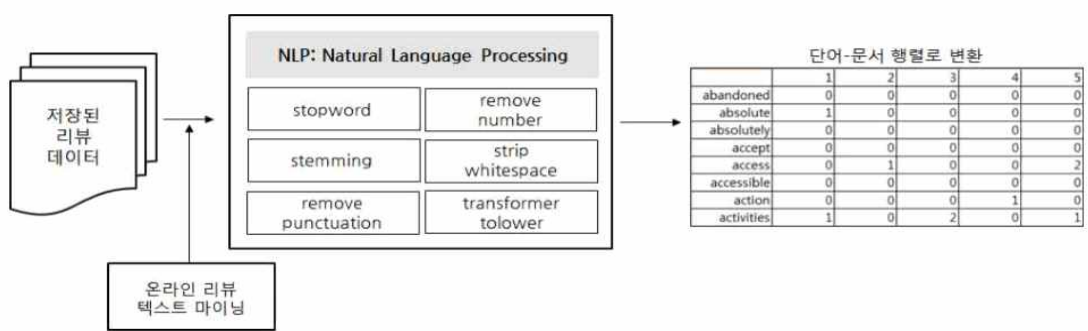 저장된
리뷰
데이터
온라인 리뷰
텍스트 마이닝
NLP: Natural Language Processing
stopword
remove
number
stemming
strip
whitespace
remove
punctuation
transformer
tolower
단어-문서 행렬로 변환
1 2 3 4 5
abandoned 0 0 0 0 0
absolute 1 0 0 0 0
absolutely 0 0 0 0 0
accept 0 0 0 0 0
access 0 1 0 0 2
accessible 0 0 0 0 0
action 0 0 0 1 0
activities 1 0 2 0 1